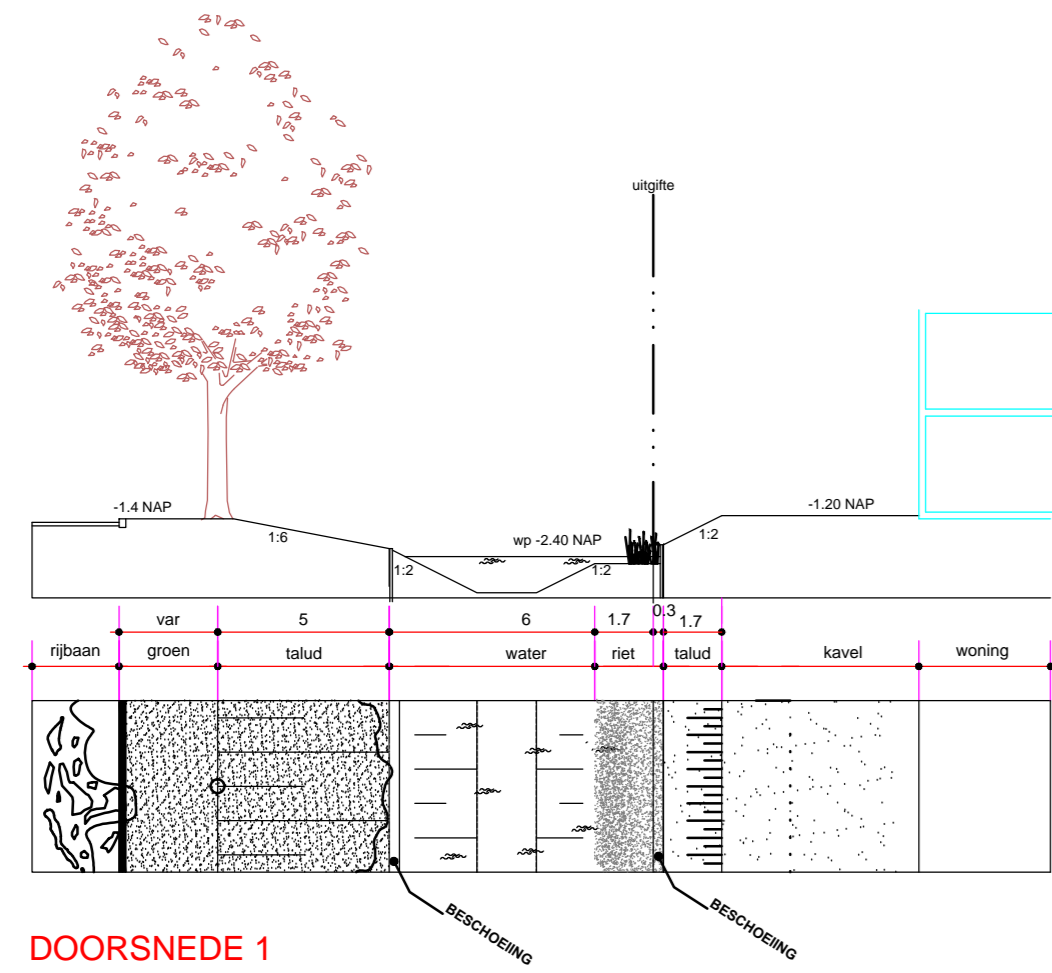 uitgifte
-1.4 NAP
-1.20 NAP
1:6
wp -2.40 NAP
1:2
1:2
1:2
var
5
6
1.7
0.3
1.7
rijbaan
groen
talud
water
riet
talud
kavel
woning
BESCHOEIING
BESCHOEIING
DOORSNEDE 1